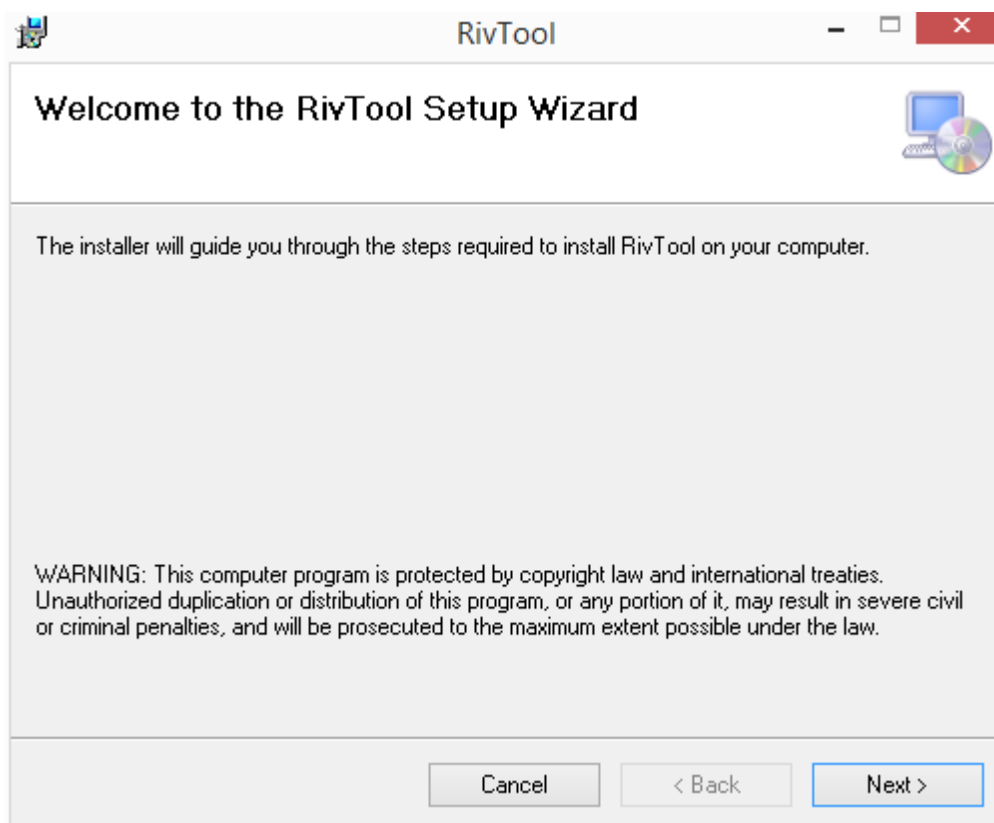 RivTool
Welcome to the RivTool Setup Wizard
The installer will guide you through the steps required to install RivTool on your computer.
WARNING: This computer program is protected by copyright law and international treaties.
Unauthorized duplication or distribution of this program, or any portion of it, may result in severe civil
or criminal penalties, and will be prosecuted to the maximum extent possible under the law.
Cancel
< Back
Next >